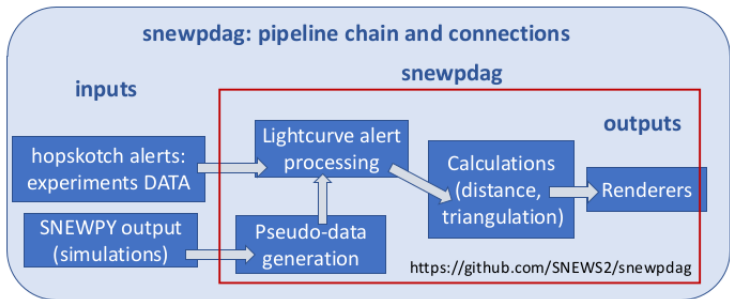 snewpdag: pipeline chain and connections
inputs
snewpdag
outputs
hopskotch alerts:
experiments DATA
Lightcurve alert
processing
Calculations
(distance,
triangulation)
Renderers
SNEWPY output
(simulations)
Pseudo-data
generation
https://github.com/SNEWS2/snewpdag